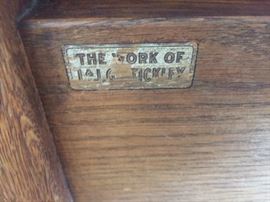 THE WORK OF
L & J.G. STICKLEY